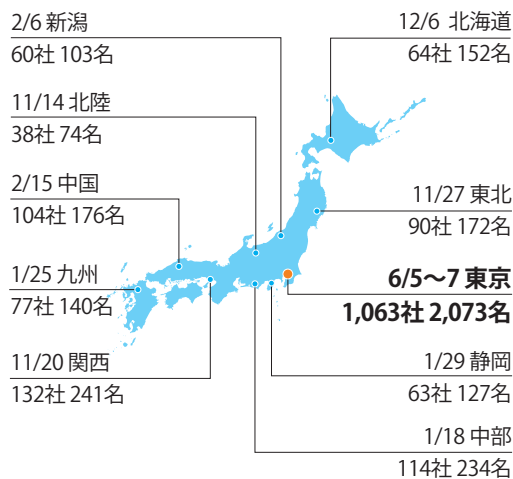 2/6 新潟
60社 103名
11/14 北陸
38社 74名
2/15 中国
104社 176名
1/25 九州
77社 140名
11/20 関西
132社 241名
12/6 北海道
64社 152名
11/27 東北
90社 172名
6/5～7 東京
1,063社 2,073名
1/29 静岡
63社 127名
1/18 中部
114社 234名